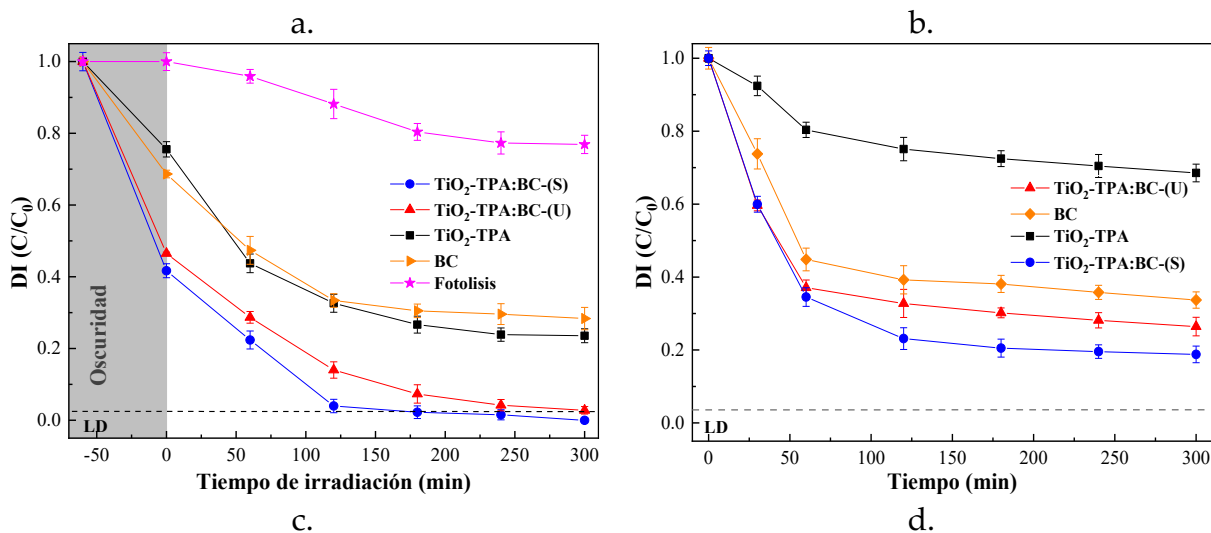 a.
b.
DI (C/C₀)
1.0
0.8
0.6
0.4
0.2
0.0
Oscuridad
LD
TiO₂-TPA:BC-(S)
TiO₂-TPA:BC-(U)
TiO₂-TPA
BC
Fotolisis
-50 0 50 100 150 200 250 300
Tiempo de irradiación (min)
DI (C/C₀)
1.0
0.8
0.6
0.4
0.2
0.0
LD
TiO₂-TPA:BC-(U)
BC
TiO₂-TPA
TiO₂-TPA:BC-(S)
0 50 100 150 200 250 300
Tiempo (min)
c.
d.